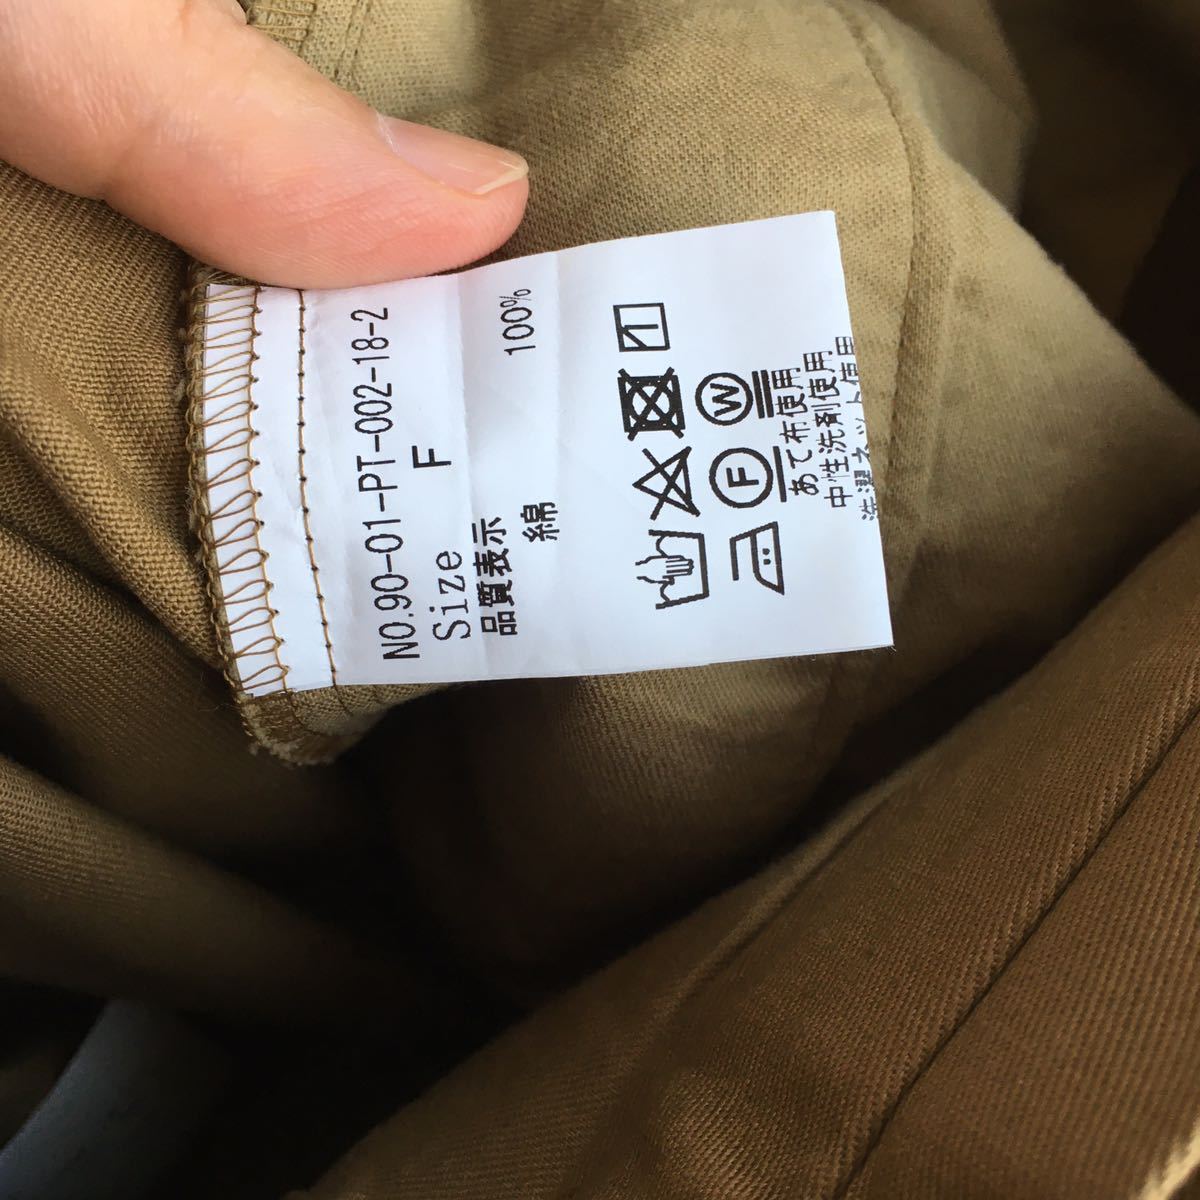 NO.90-01-PT-002-18-2
Size F
品質表示
綿 100%
W
F
あて布使用
中性洗剤使用
洗濯ネット使用